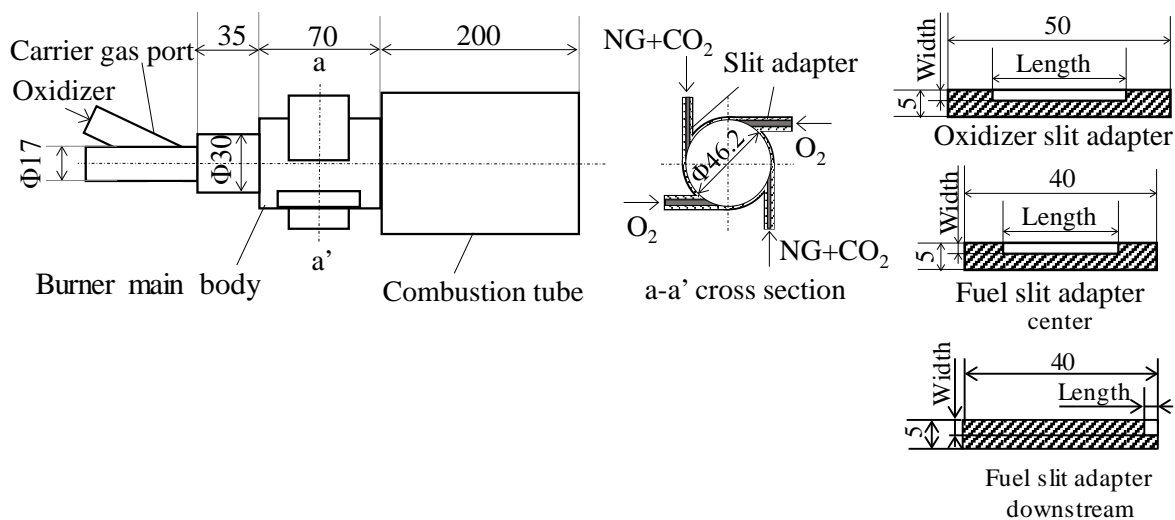 35
70
200
Carrier gas port
Oxidizer
Φ17
Φ30
a
a’
Burner main body
Combustion tube
NG+CO₂
Slit adapter
Φ46.2
O₂
O₂
NG+CO₂
a-a’ cross section
50
Width
Length
5
Oxidizer slit adapter
40
Width
Length
5
Fuel slit adapter
center
40
Width
Length
5
Fuel slit adapter
downstream